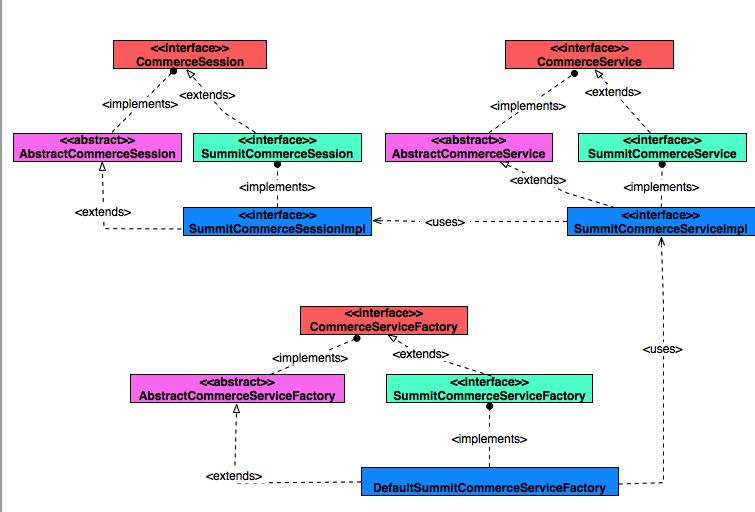 <<interface>>
CommerceSession
<<interface>>
CommerceService
<implements>
<extends>
<implements>
<extends>
<<abstract>>
AbstractCommerceSession
<<interface>>
SummitCommerceSession
<<abstract>>
AbstractCommerceService
<<interface>>
SummitCommerceService
<extends>
<implements>
<extends>
<implements>
<<interface>>
SummitCommerceSessionImpl
<uses>
<<interface>>
SummitCommerceServiceImpl
<<interface>>
CommerceServiceFactory
<implements>
<extends>
<uses>
<<abstract>>
AbstractCommerceServiceFactory
<<interface>>
SummitCommerceServiceFactory
<implements>
<extends>
DefaultSummitCommerceServiceFactory